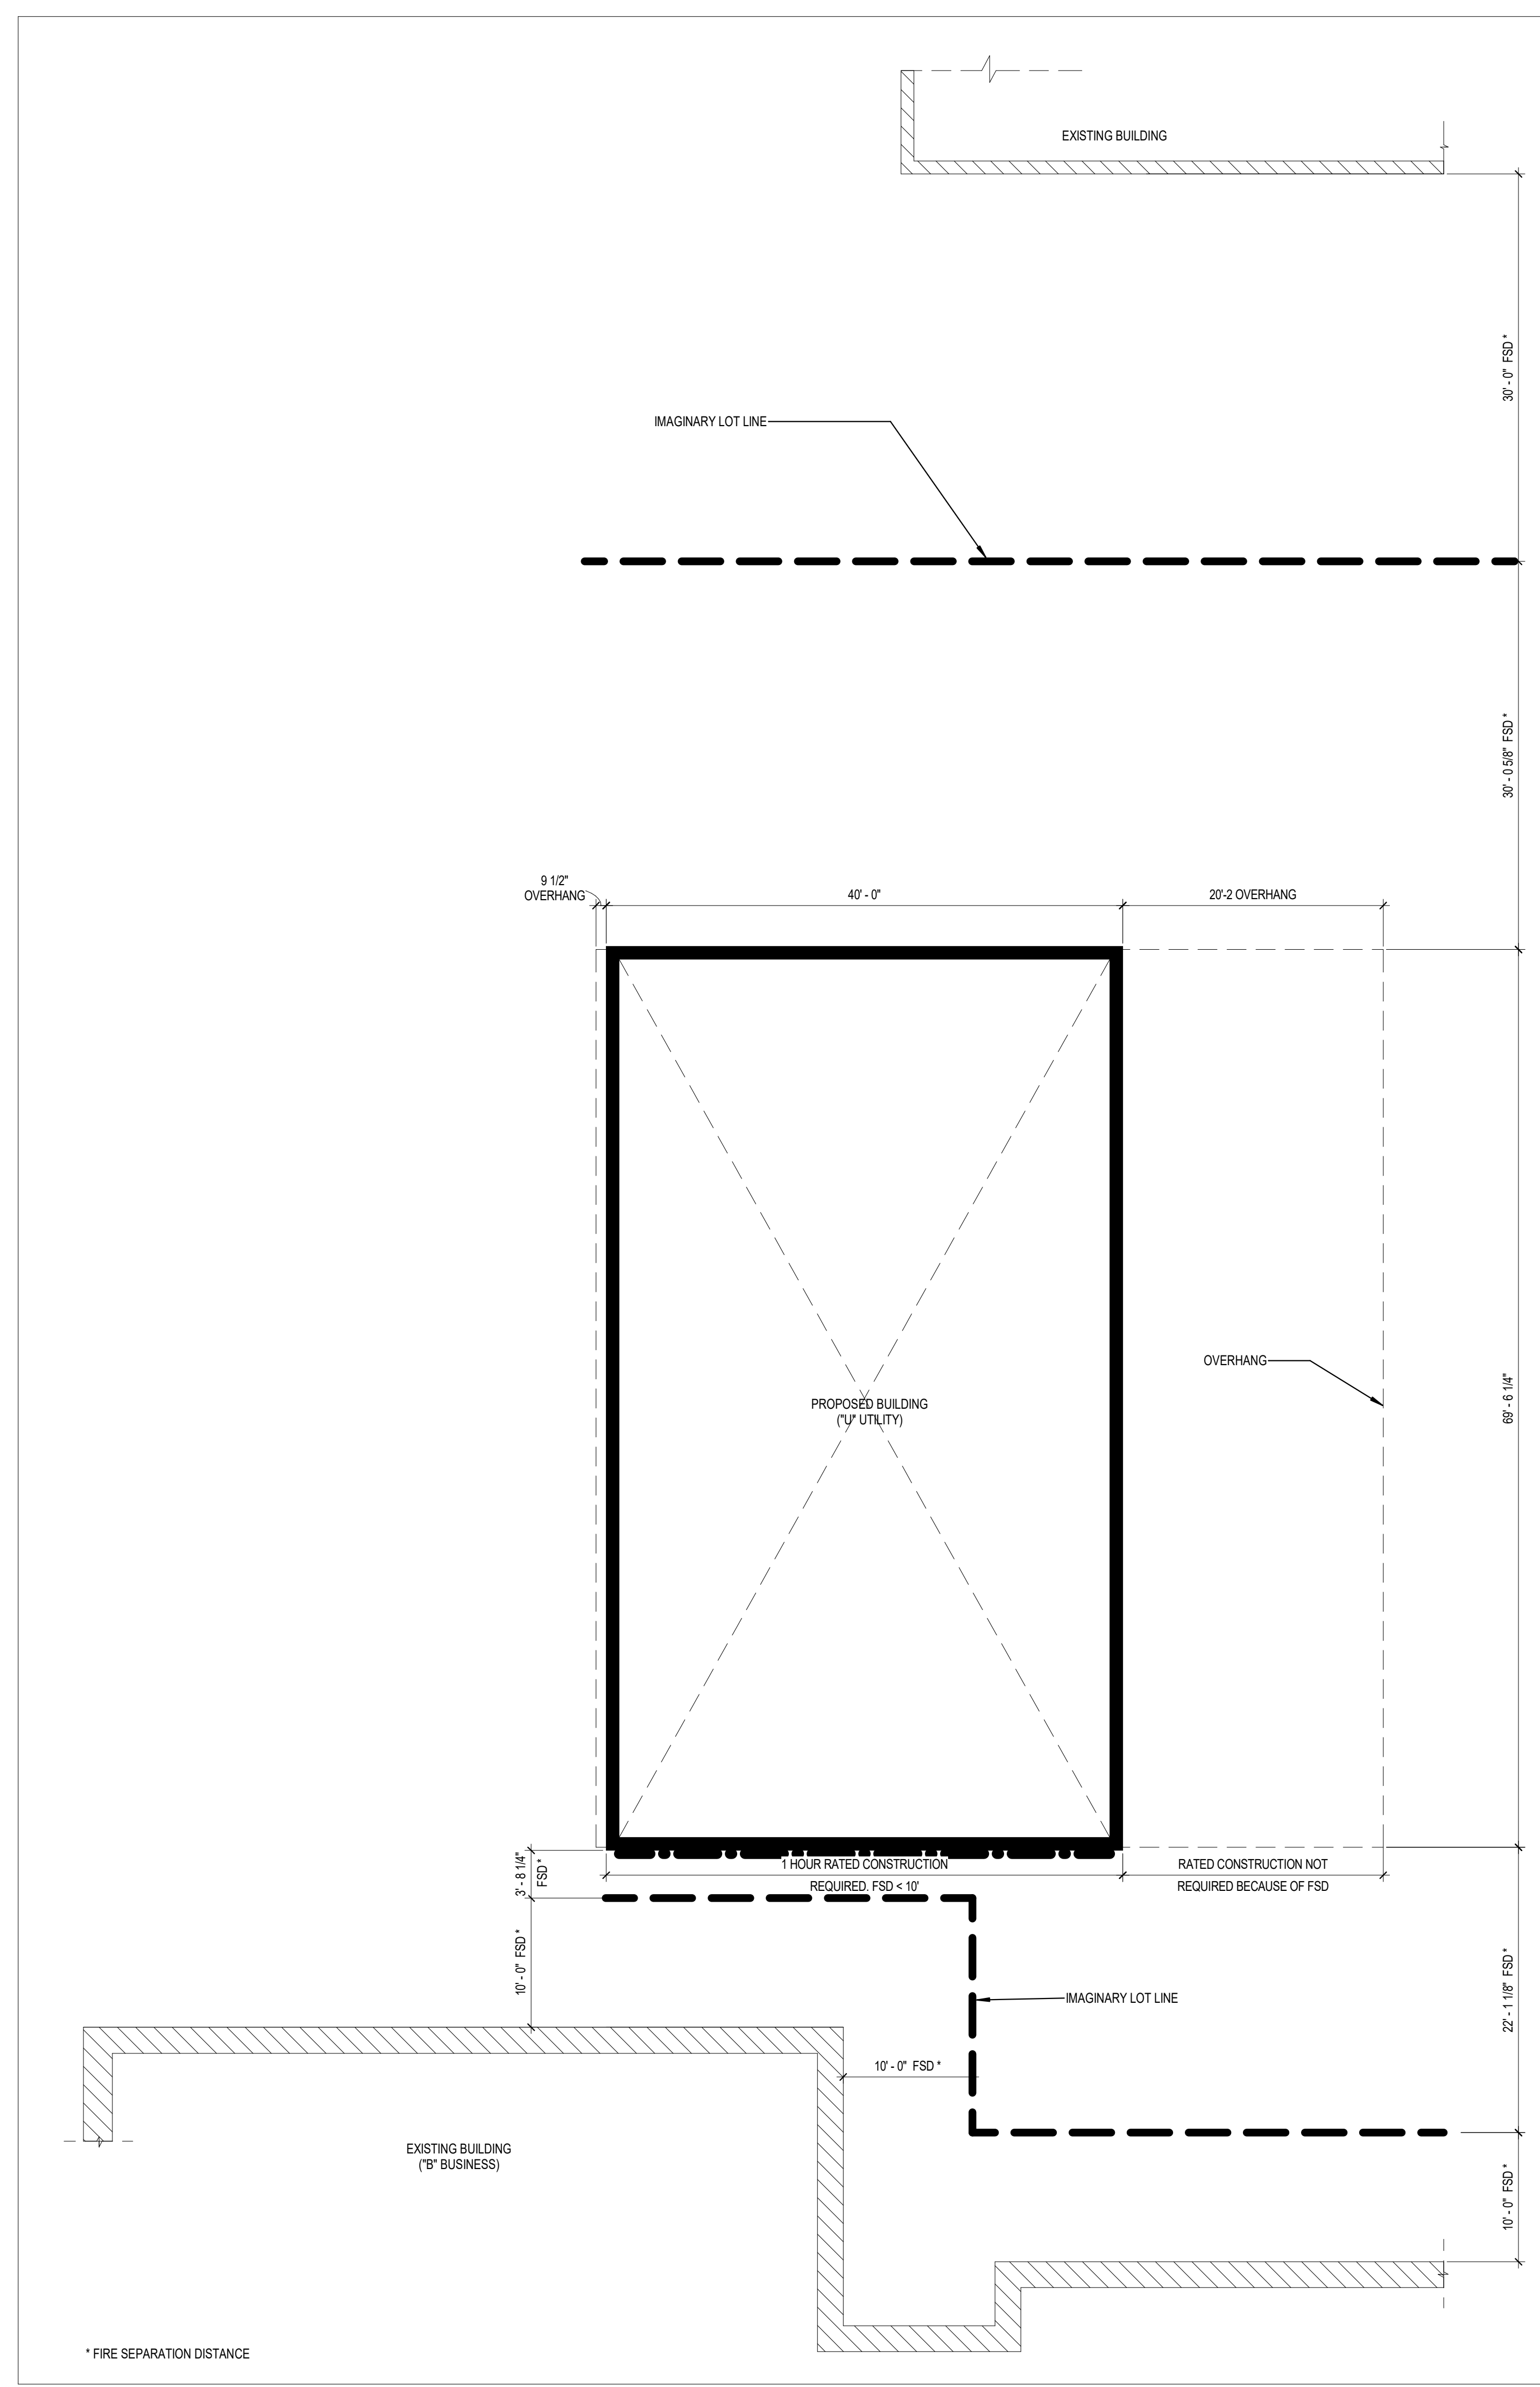 EXISTING BUILDING
30' - 0" FSD *
IMAGINARY LOT LINE
30' - 0 5/8" FSD *
9 1/2"
OVERHANG
40' - 0"
20'-2 OVERHANG
OVERHANG
69' - 6 1/4"
PROPOSED BUILDING
("U" UTILITY)
3' - 8 1/4"
FSD *
1 HOUR RATED CONSTRUCTION
REQUIRED. FSD < 10'
RATED CONSTRUCTION NOT
REQUIRED BECAUSE OF FSD
10' - 0" FSD *
IMAGINARY LOT LINE
22' - 1 1/8" FSD *
10' - 0" FSD *
EXISTING BUILDING
("B" BUSINESS)
10' - 0" FSD *
* FIRE SEPARATION DISTANCE